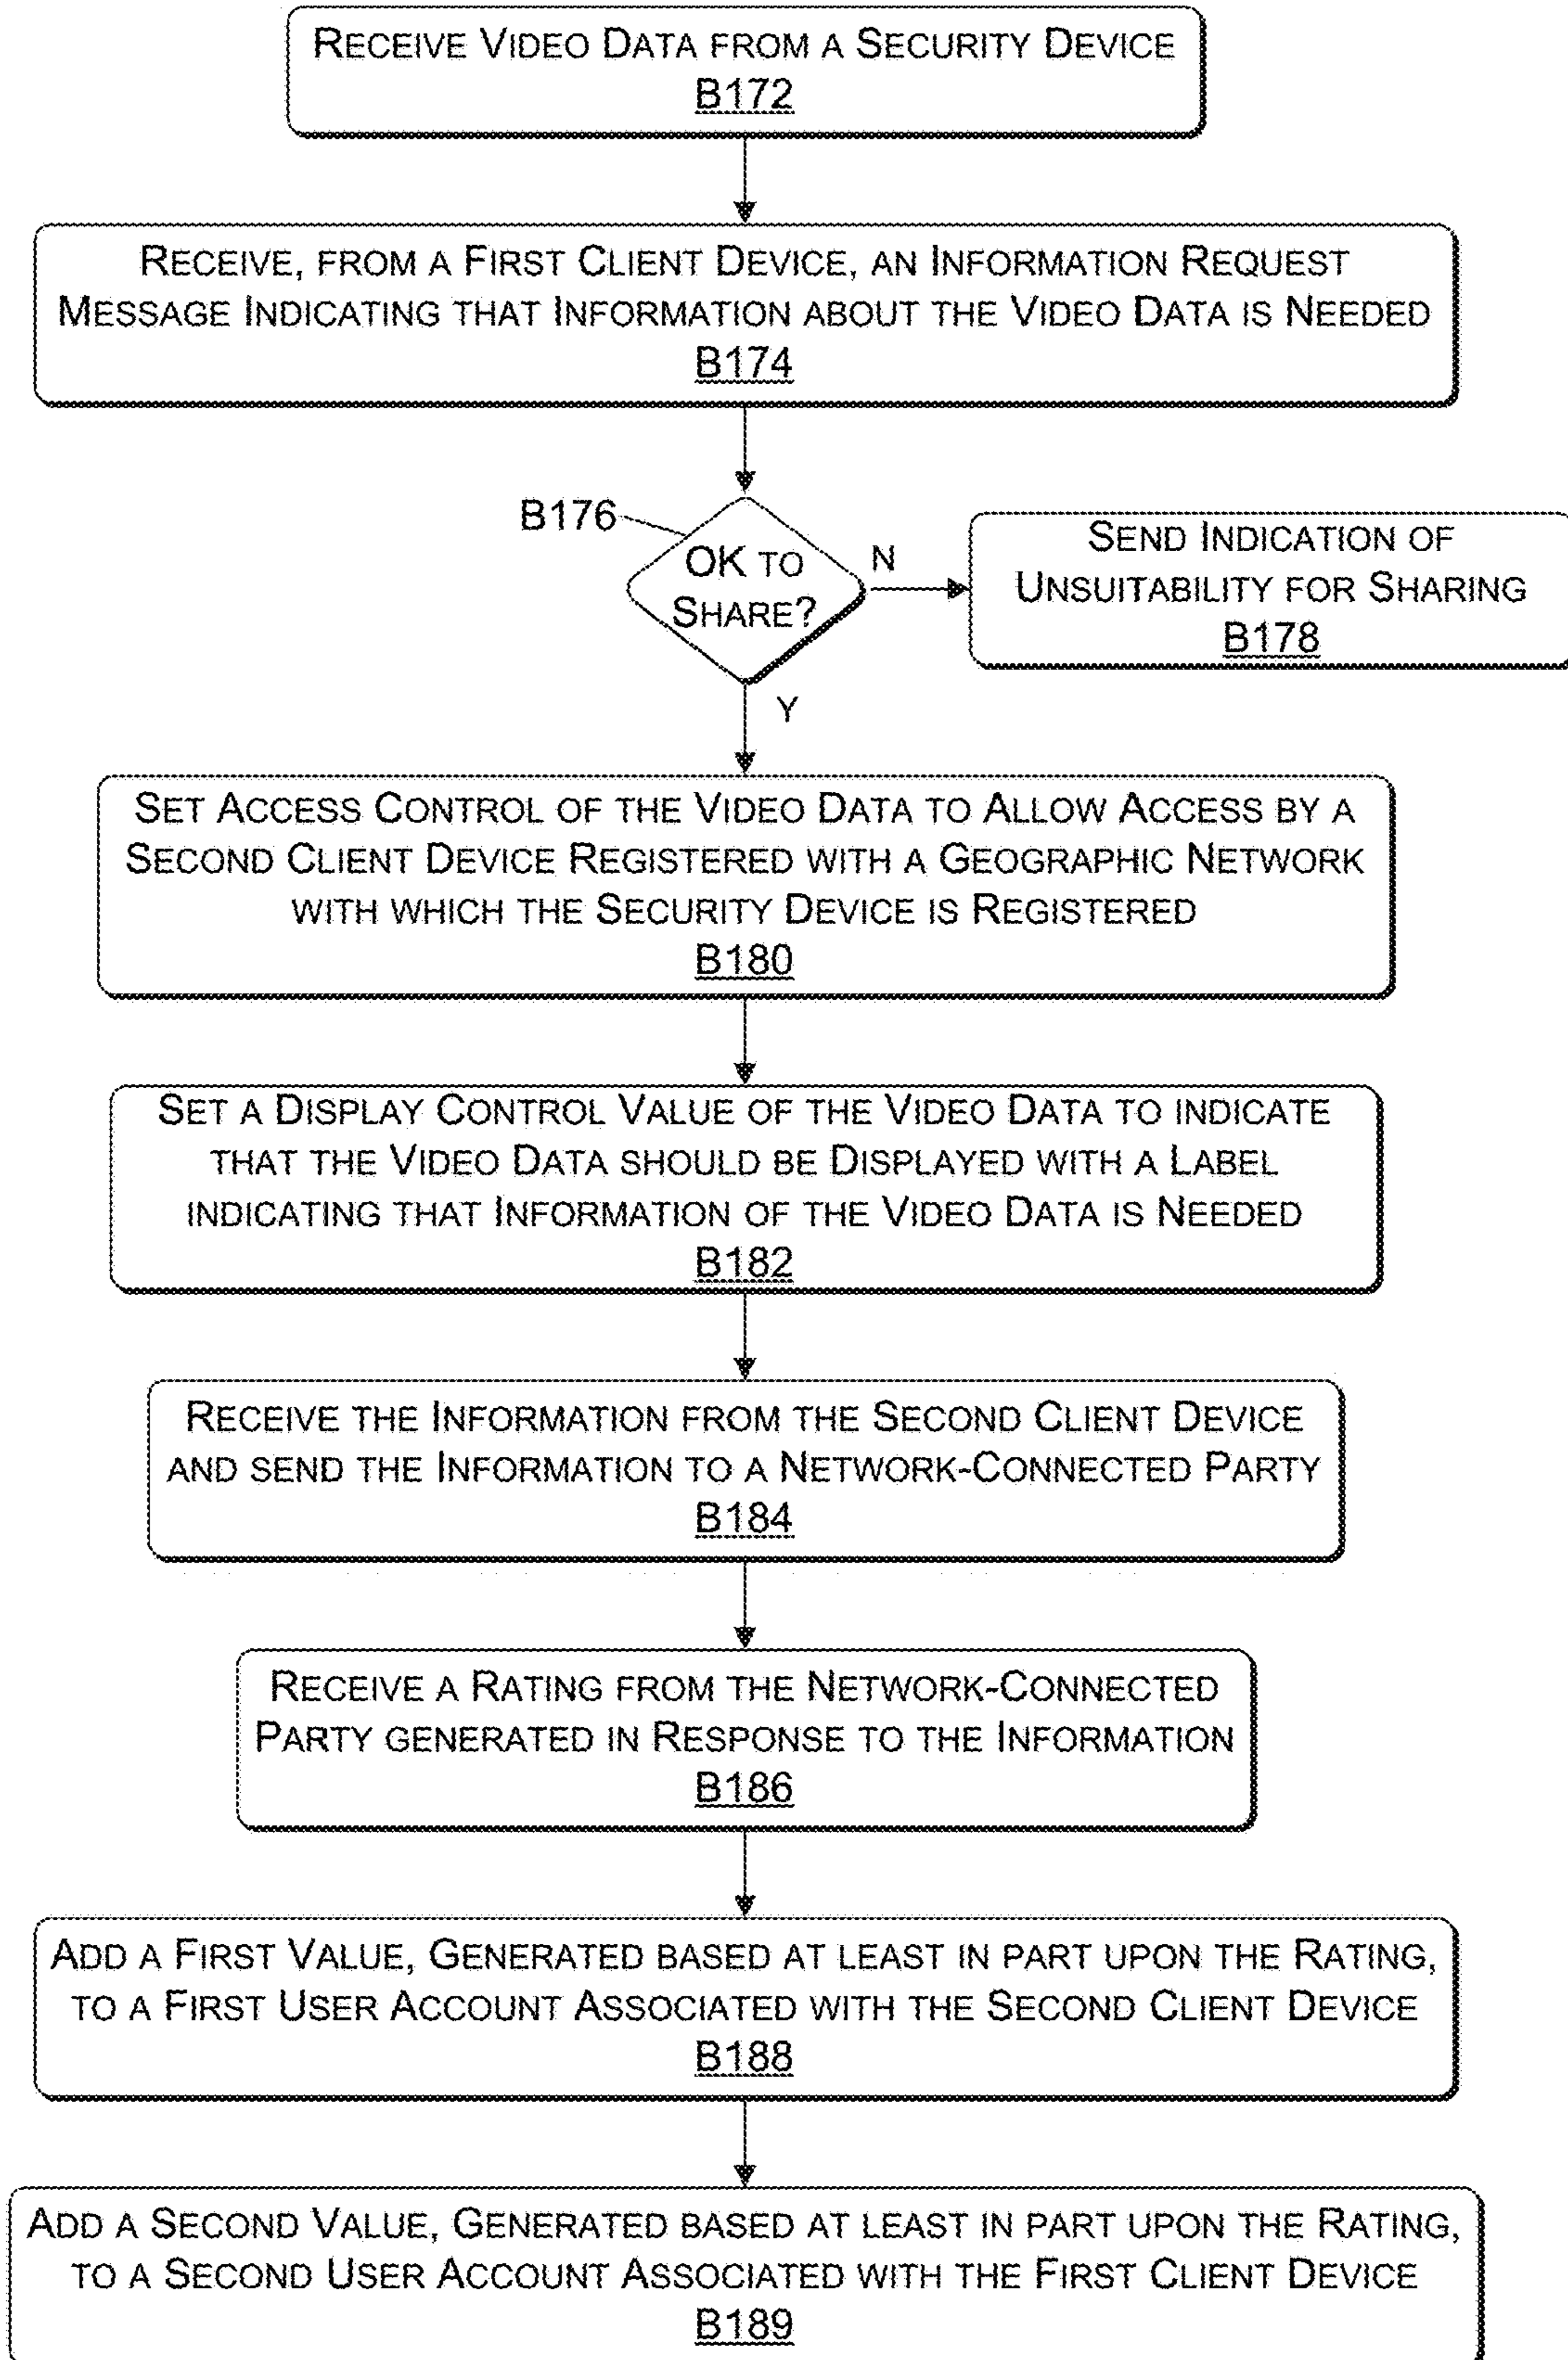 RECEIVE VIDEO DATA FROM A SECURITY DEVICE
B172
RECEIVE, FROM A FIRST CLIENT DEVICE, AN INFORMATION REQUEST
MESSAGE INDICATING THAT INFORMATION ABOUT THE VIDEO DATA IS NEEDED
B174
B176
OK TO
SHARE?
N
SEND INDICATION OF
UNSUITABILITY FOR SHARING
B178
Y
SET ACCESS CONTROL OF THE VIDEO DATA TO ALLOW ACCESS BY A
SECOND CLIENT DEVICE REGISTERED WITH A GEOGRAPHIC NETWORK
WITH WHICH THE SECURITY DEVICE IS REGISTERED
B180
SET A DISPLAY CONTROL VALUE OF THE VIDEO DATA TO INDICATE
THAT THE VIDEO DATA SHOULD BE DISPLAYED WITH A LABEL
INDICATING THAT INFORMATION OF THE VIDEO DATA IS NEEDED
B182
RECEIVE THE INFORMATION FROM THE SECOND CLIENT DEVICE
AND SEND THE INFORMATION TO A NETWORK-CONNECTED PARTY
B184
RECEIVE A RATING FROM THE NETWORK-CONNECTED
PARTY GENERATED IN RESPONSE TO THE INFORMATION
B186
ADD A FIRST VALUE, GENERATED BASED AT LEAST IN PART UPON THE RATING,
TO A FIRST USER ACCOUNT ASSOCIATED WITH THE SECOND CLIENT DEVICE
B188
ADD A SECOND VALUE, GENERATED BASED AT LEAST IN PART UPON THE RATING,
TO A SECOND USER ACCOUNT ASSOCIATED WITH THE FIRST CLIENT DEVICE
B189